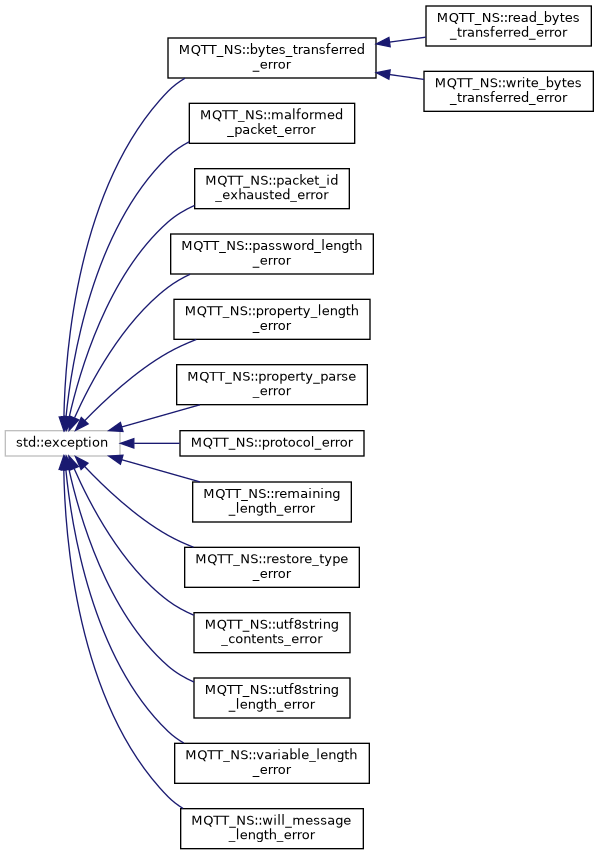 MQTT_NS::read_bytes
_transferred_error
MQTT_NS::bytes_transferred
_error
MQTT_NS::write_bytes
_transferred_error
MQTT_NS::malformed
_packet_error
MQTT_NS::packet_id
_exhausted_error
MQTT_NS::password_length
_error
MQTT_NS::property_length
_error
MQTT_NS::property_parse
_error
std::exception
MQTT_NS::protocol_error
MQTT_NS::remaining
_length_error
MQTT_NS::restore_type
_error
MQTT_NS::utf8string
_contents_error
MQTT_NS::utf8string
_length_error
MQTT_NS::variable_length
_error
MQTT_NS::will_message
_length_error